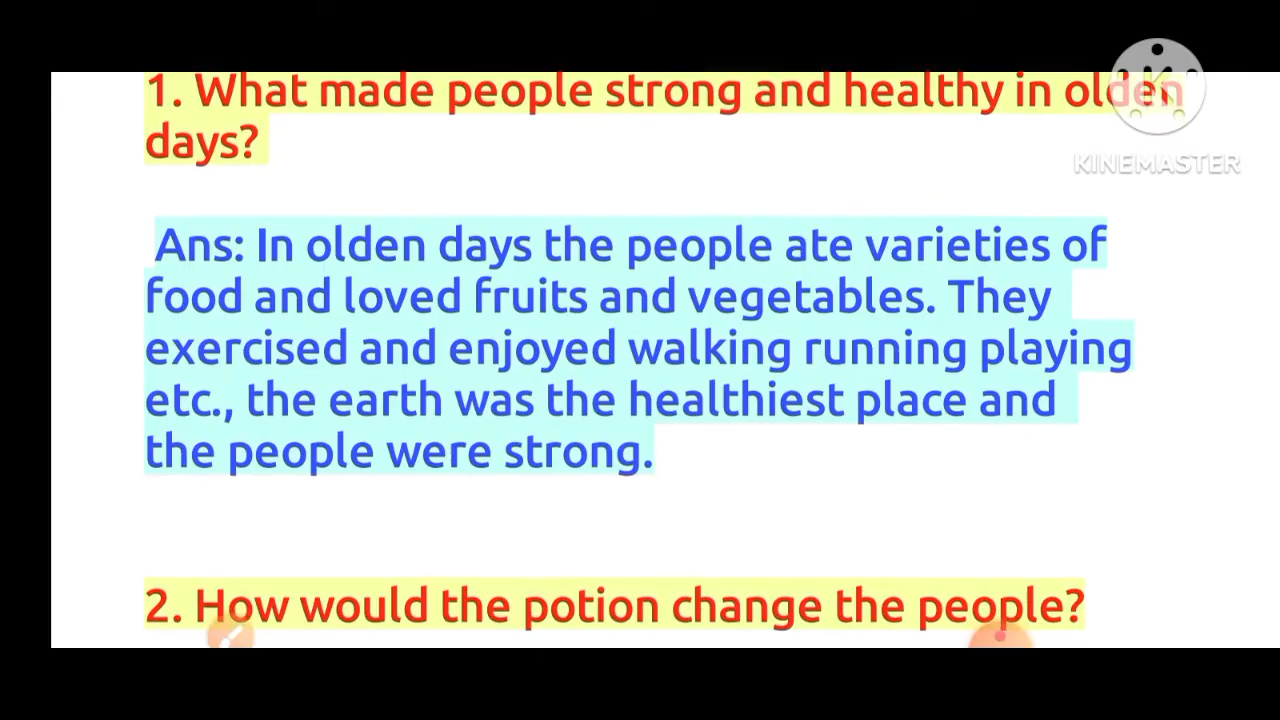 1. What made people strong and healthy in olden
days?
KINEMASTER
Ans: In olden days the people ate varieties of
food and loved fruits and vegetables. They
exercised and enjoyed walking running playing
etc., the earth was the healthiest place and
the people were strong.
2. How would the potion change the people?